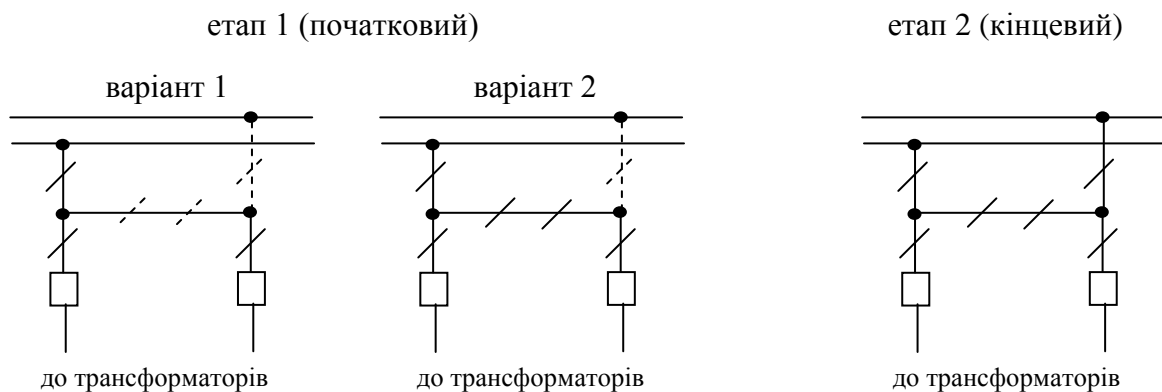 етап 1 (початковий)
етап 2 (кінцевий)
варіант 1
варіант 2
до трансформаторів
до трансформаторів
до трансформаторів